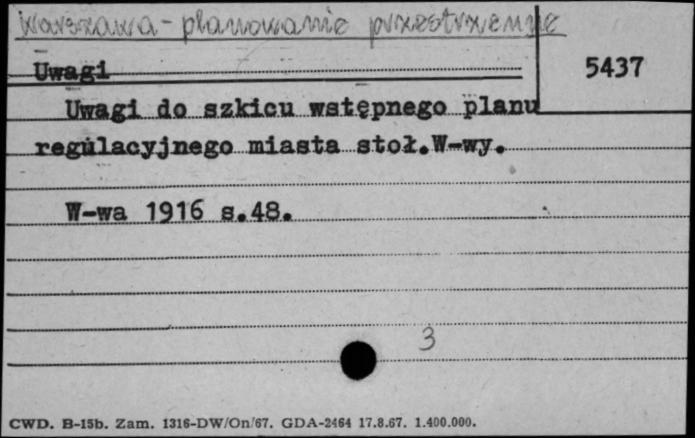 Warszawa - planowanie przestrzenne
Uwagi
5437
Uwagi do szkicu wstępnego planu
regulacyjnego miasta stoł.W-wy.
W-wa 1916 s.48.
3
CWD. B-15b. Zam. 1316-DW/On/67. GDA-2464 17.8.67. 1.400.000.